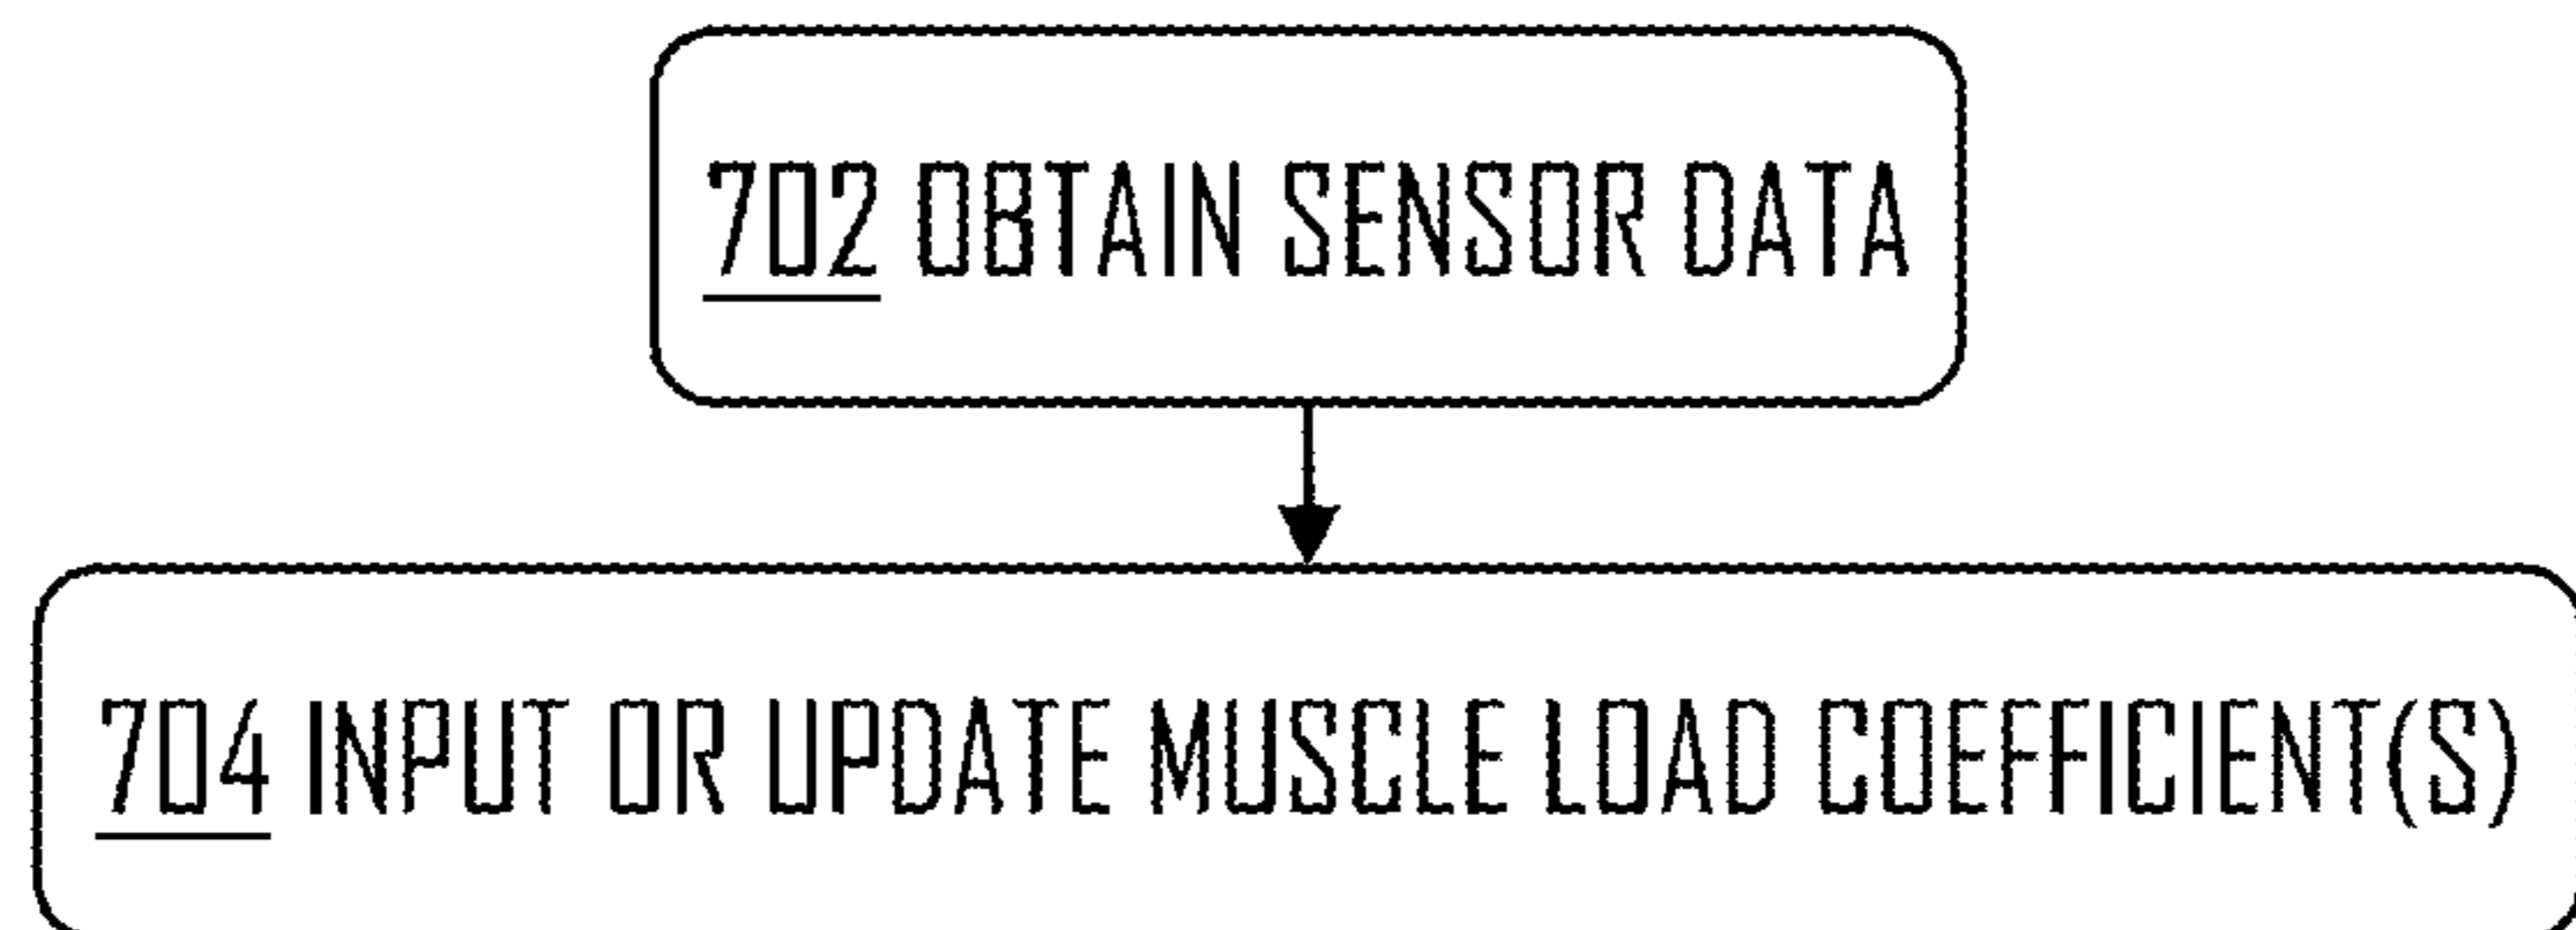 702 OBTAIN SENSOR DATA
704 INPUT OR UPDATE MUSCLE LOAD COEFFICIENT(S)